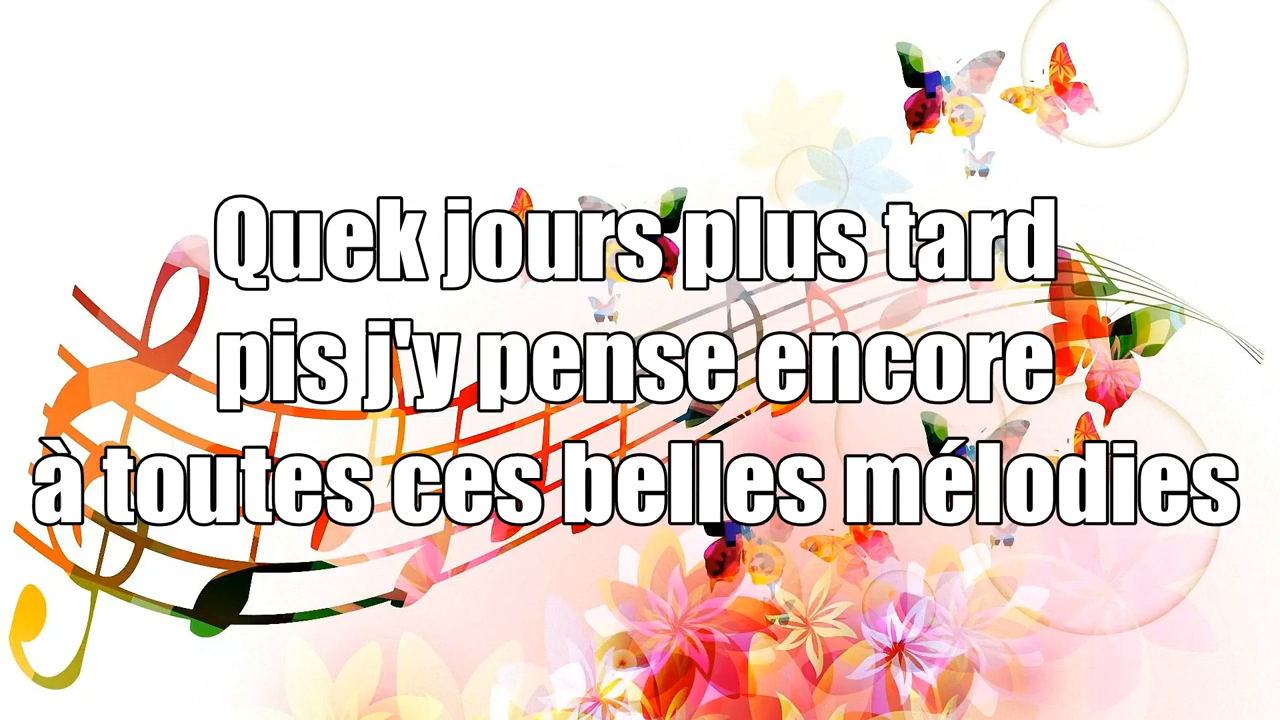 Quek jours plus tard
pis j'y pense encore
à toutes ces belles mélodies